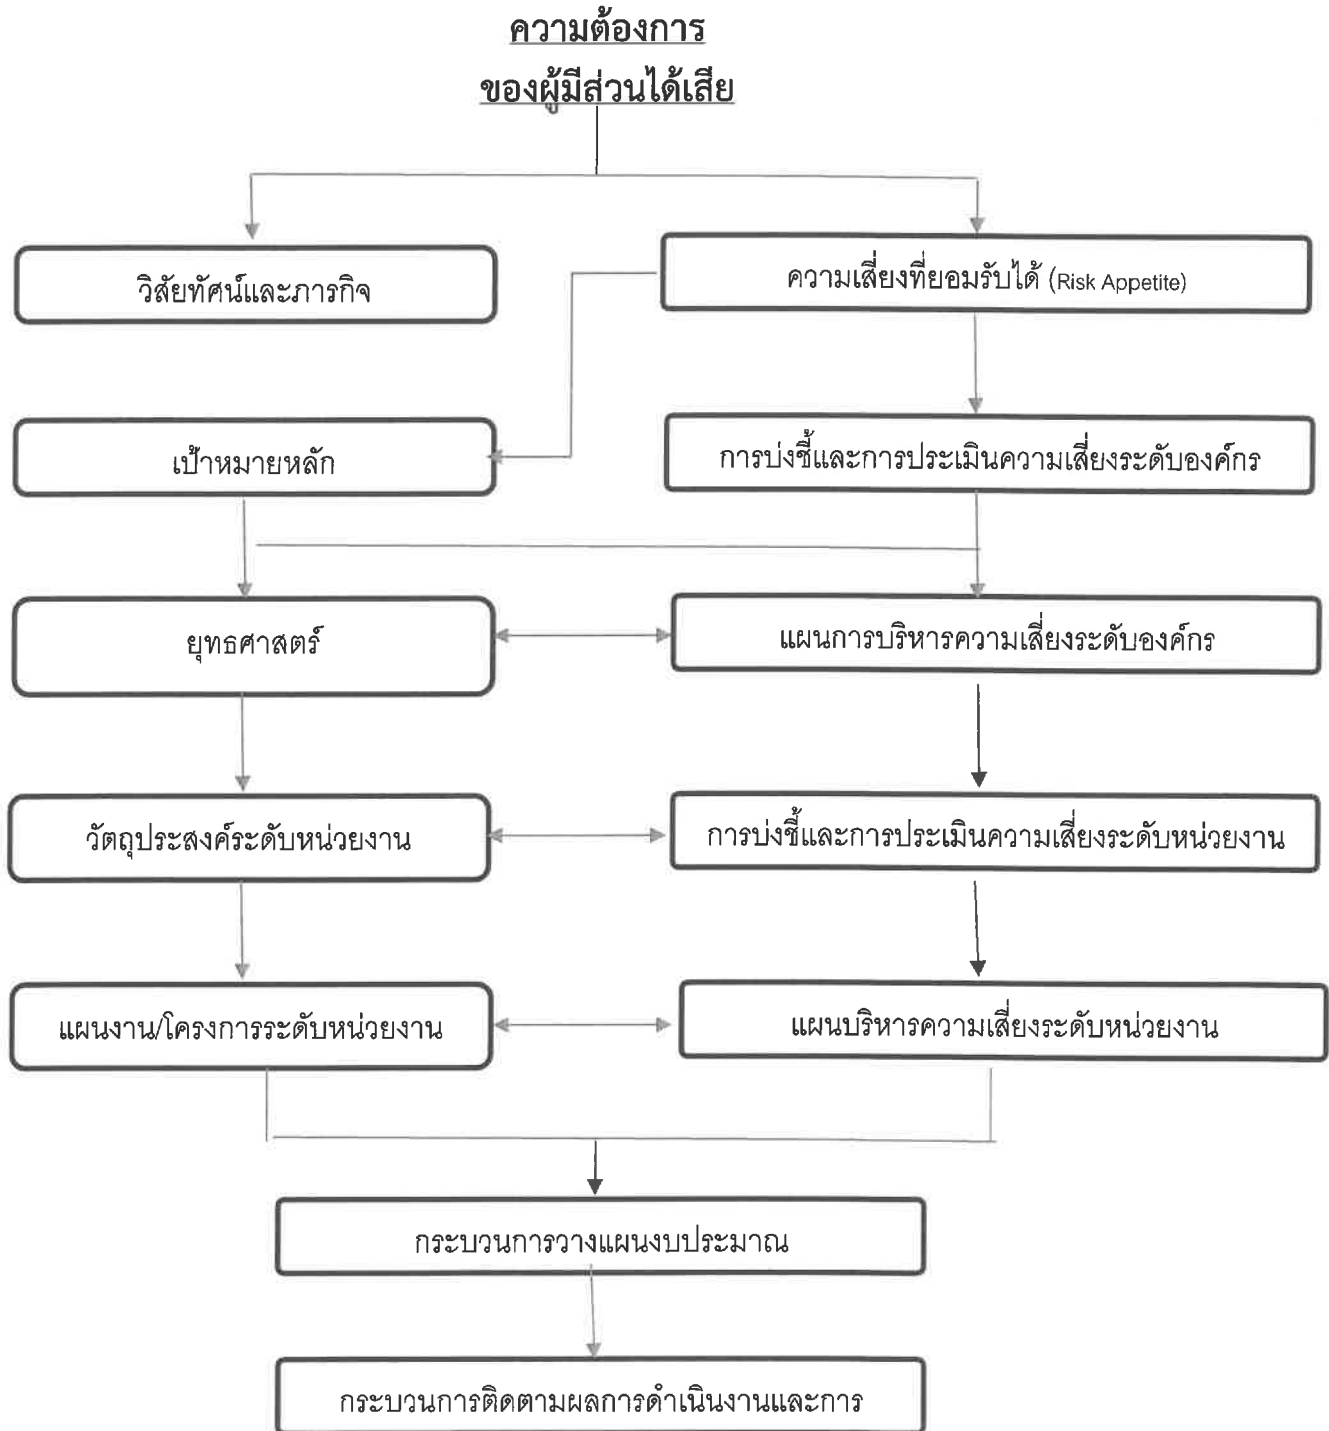 ความต้องการ
ของผู้มีส่วนได้เสีย
วิสัยทัศน์และภารกิจ
ความเสี่ยงที่ยอมรับได้ (Risk Appetite)
เป้าหมายหลัก
การบ่งชี้และการประเมินความเสี่ยงระดับองค์กร
ยุทธศาสตร์
แผนการบริหารความเสี่ยงระดับองค์กร
วัตถุประสงค์ระดับหน่วยงาน
การบ่งชี้และการประเมินความเสี่ยงระดับหน่วยงาน
แผนงาน/โครงการระดับหน่วยงาน
แผนบริหารความเสี่ยงระดับหน่วยงาน
กระบวนการวางแผนงบประมาณ
กระบวนการติดตามผลการดำเนินงานและการ